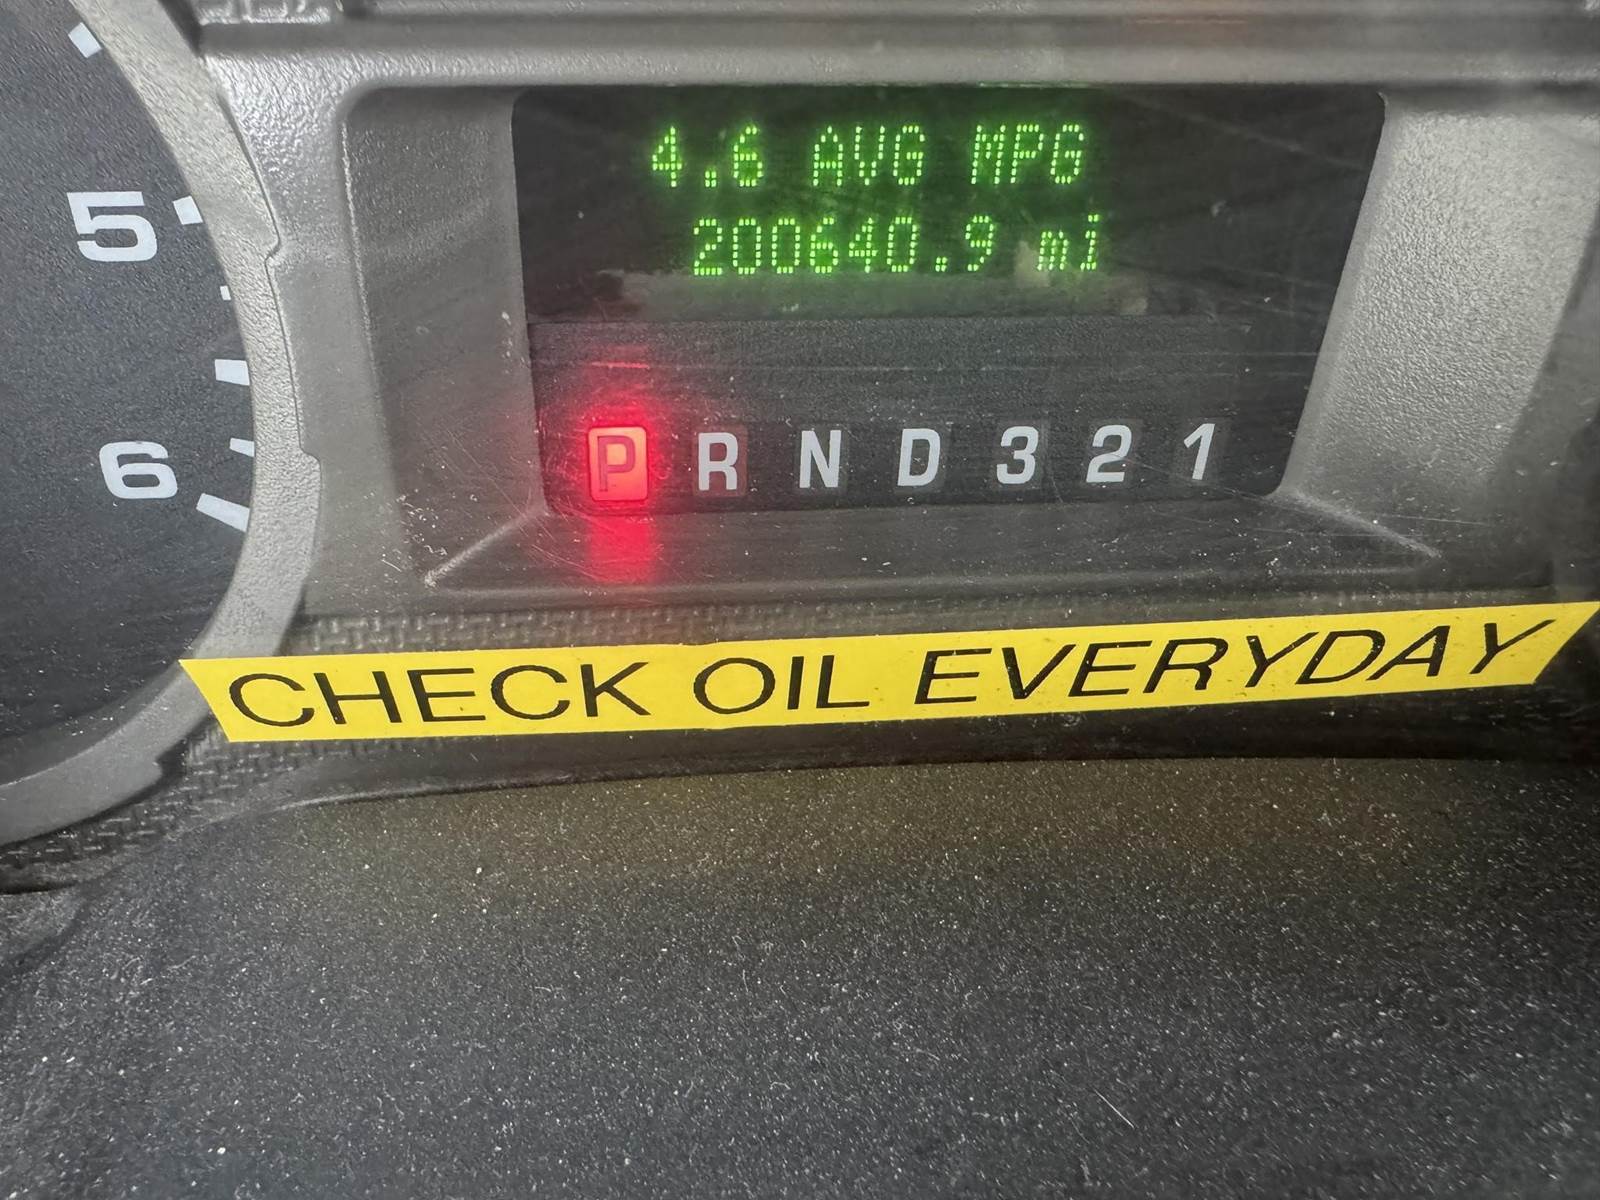 5
6
4.6 AVG MPG
200640.9 mi
P R N D 3 2 1
CHECK OIL EVERYDAY